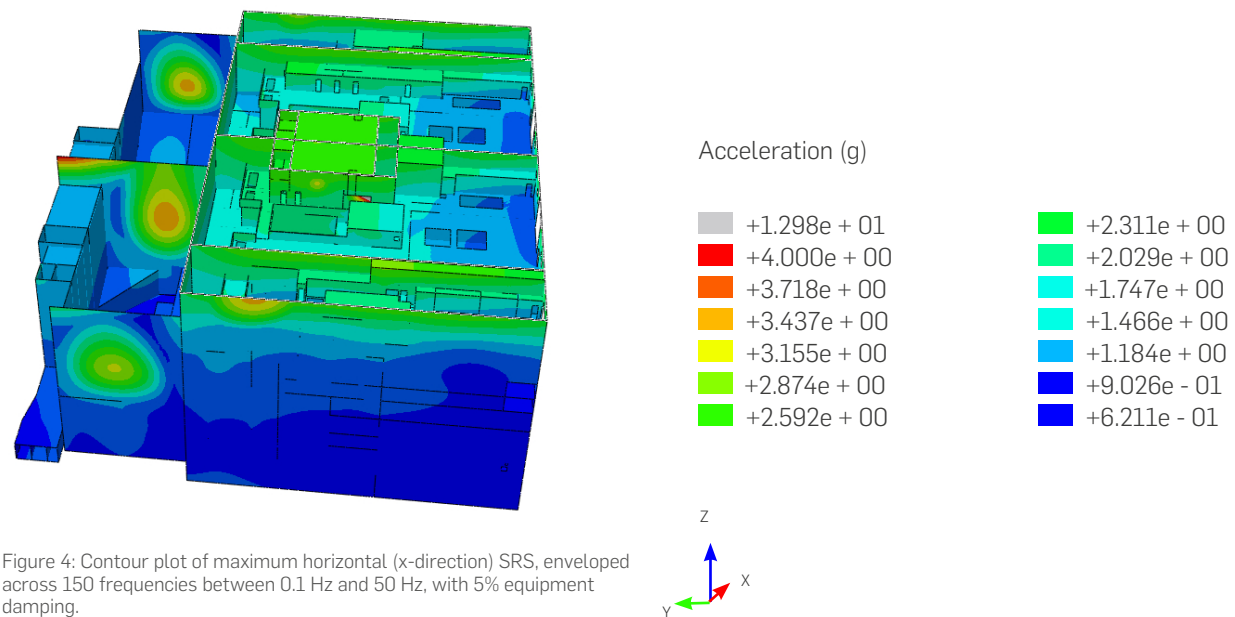 Acceleration (g)
+1.298e + 01
+4.000e + 00
+3.718e + 00
+3.437e + 00
+3.155e + 00
+2.874e + 00
+2.592e + 00
+2.311e + 00
+2.029e + 00
+1.747e + 00
+1.466e + 00
+1.184e + 00
+9.026e - 01
+6.211e - 01
Z
X
Y
Figure 4: Contour plot of maximum horizontal (x-direction) SRS, enveloped
across 150 frequencies between 0.1 Hz and 50 Hz, with 5% equipment
damping.